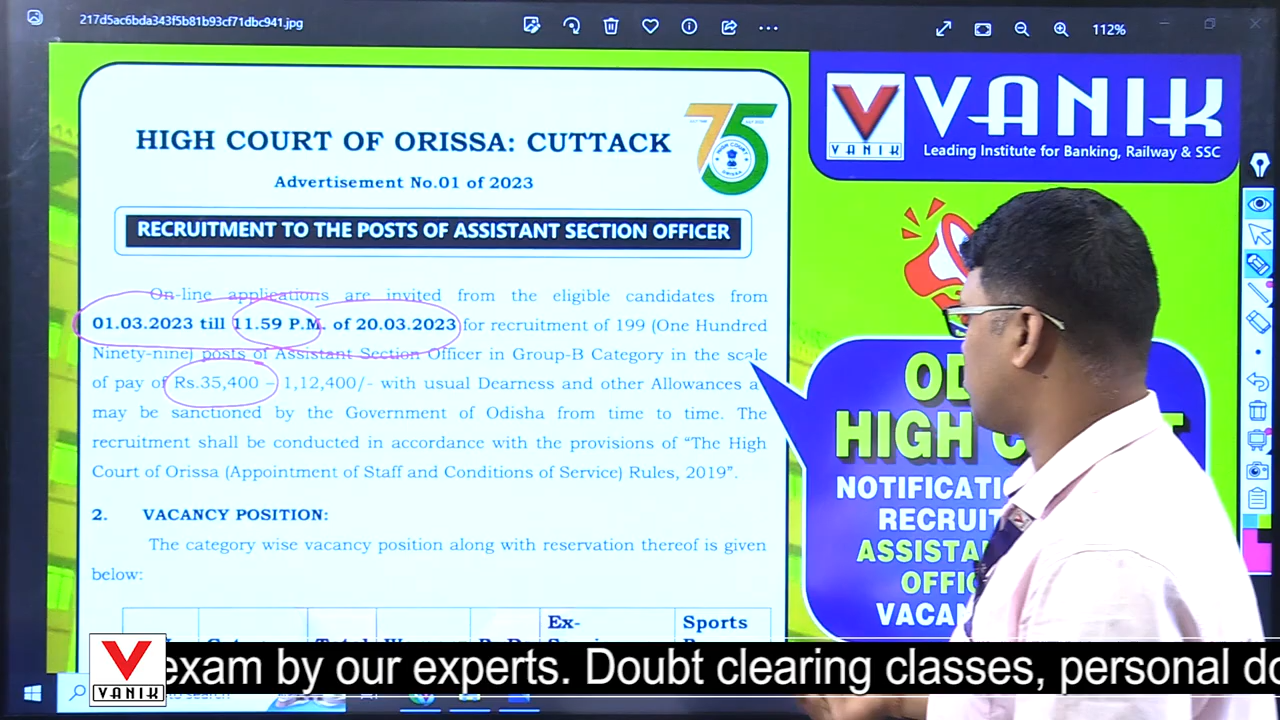 217d5ac6bda343f5b81b93cf71dbc941.jpg
112%
HIGH COURT OF ORISSA: CUTTACK
75
Advertisement No.01 of 2023
RECRUITMENT TO THE POSTS OF ASSISTANT SECTION OFFICER
On-line applications are invited from the eligible candidates from
01.03.2023 till 11.59 P.M. of 20.03.2023 for recruitment of 199 (One Hundred
Ninety-nine) posts of Assistant Section Officer in Group-B Category in the scale
of pay of Rs.35,400 – 1,12,400/- with usual Dearness and other Allowances a
may be sanctioned by the Government of Odisha from time to time. The
recruitment shall be conducted in accordance with the provisions of “The High
Court of Orissa (Appointment of Staff and Conditions of Service) Rules, 2019”.
2. VACANCY POSITION:
The category wise vacancy position along with reservation thereof is given
below:
Ex-
Sports
VANIK
VANIK
Leading Institute for Banking, Railway & SSC
OD
HIGH C
NOTIFICATI
RECRUIT
ASSISTA
OFFIC
VACAN
VANIK
exam by our experts. Doubt clearing classes, personal do